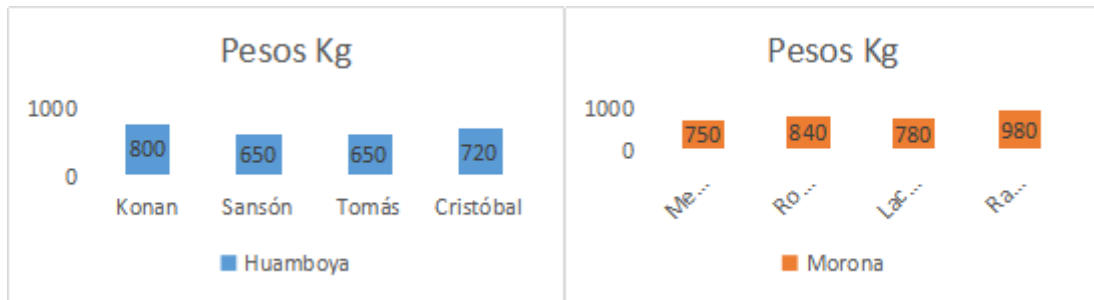 Pesos Kg
1000
0
800
650
650
720
Konan
Sansón
Tomás
Cristóbal
Huamboya
Pesos Kg
1000
0
750
840
780
980
Me...
Ro...
Lac...
Ra...
Morona